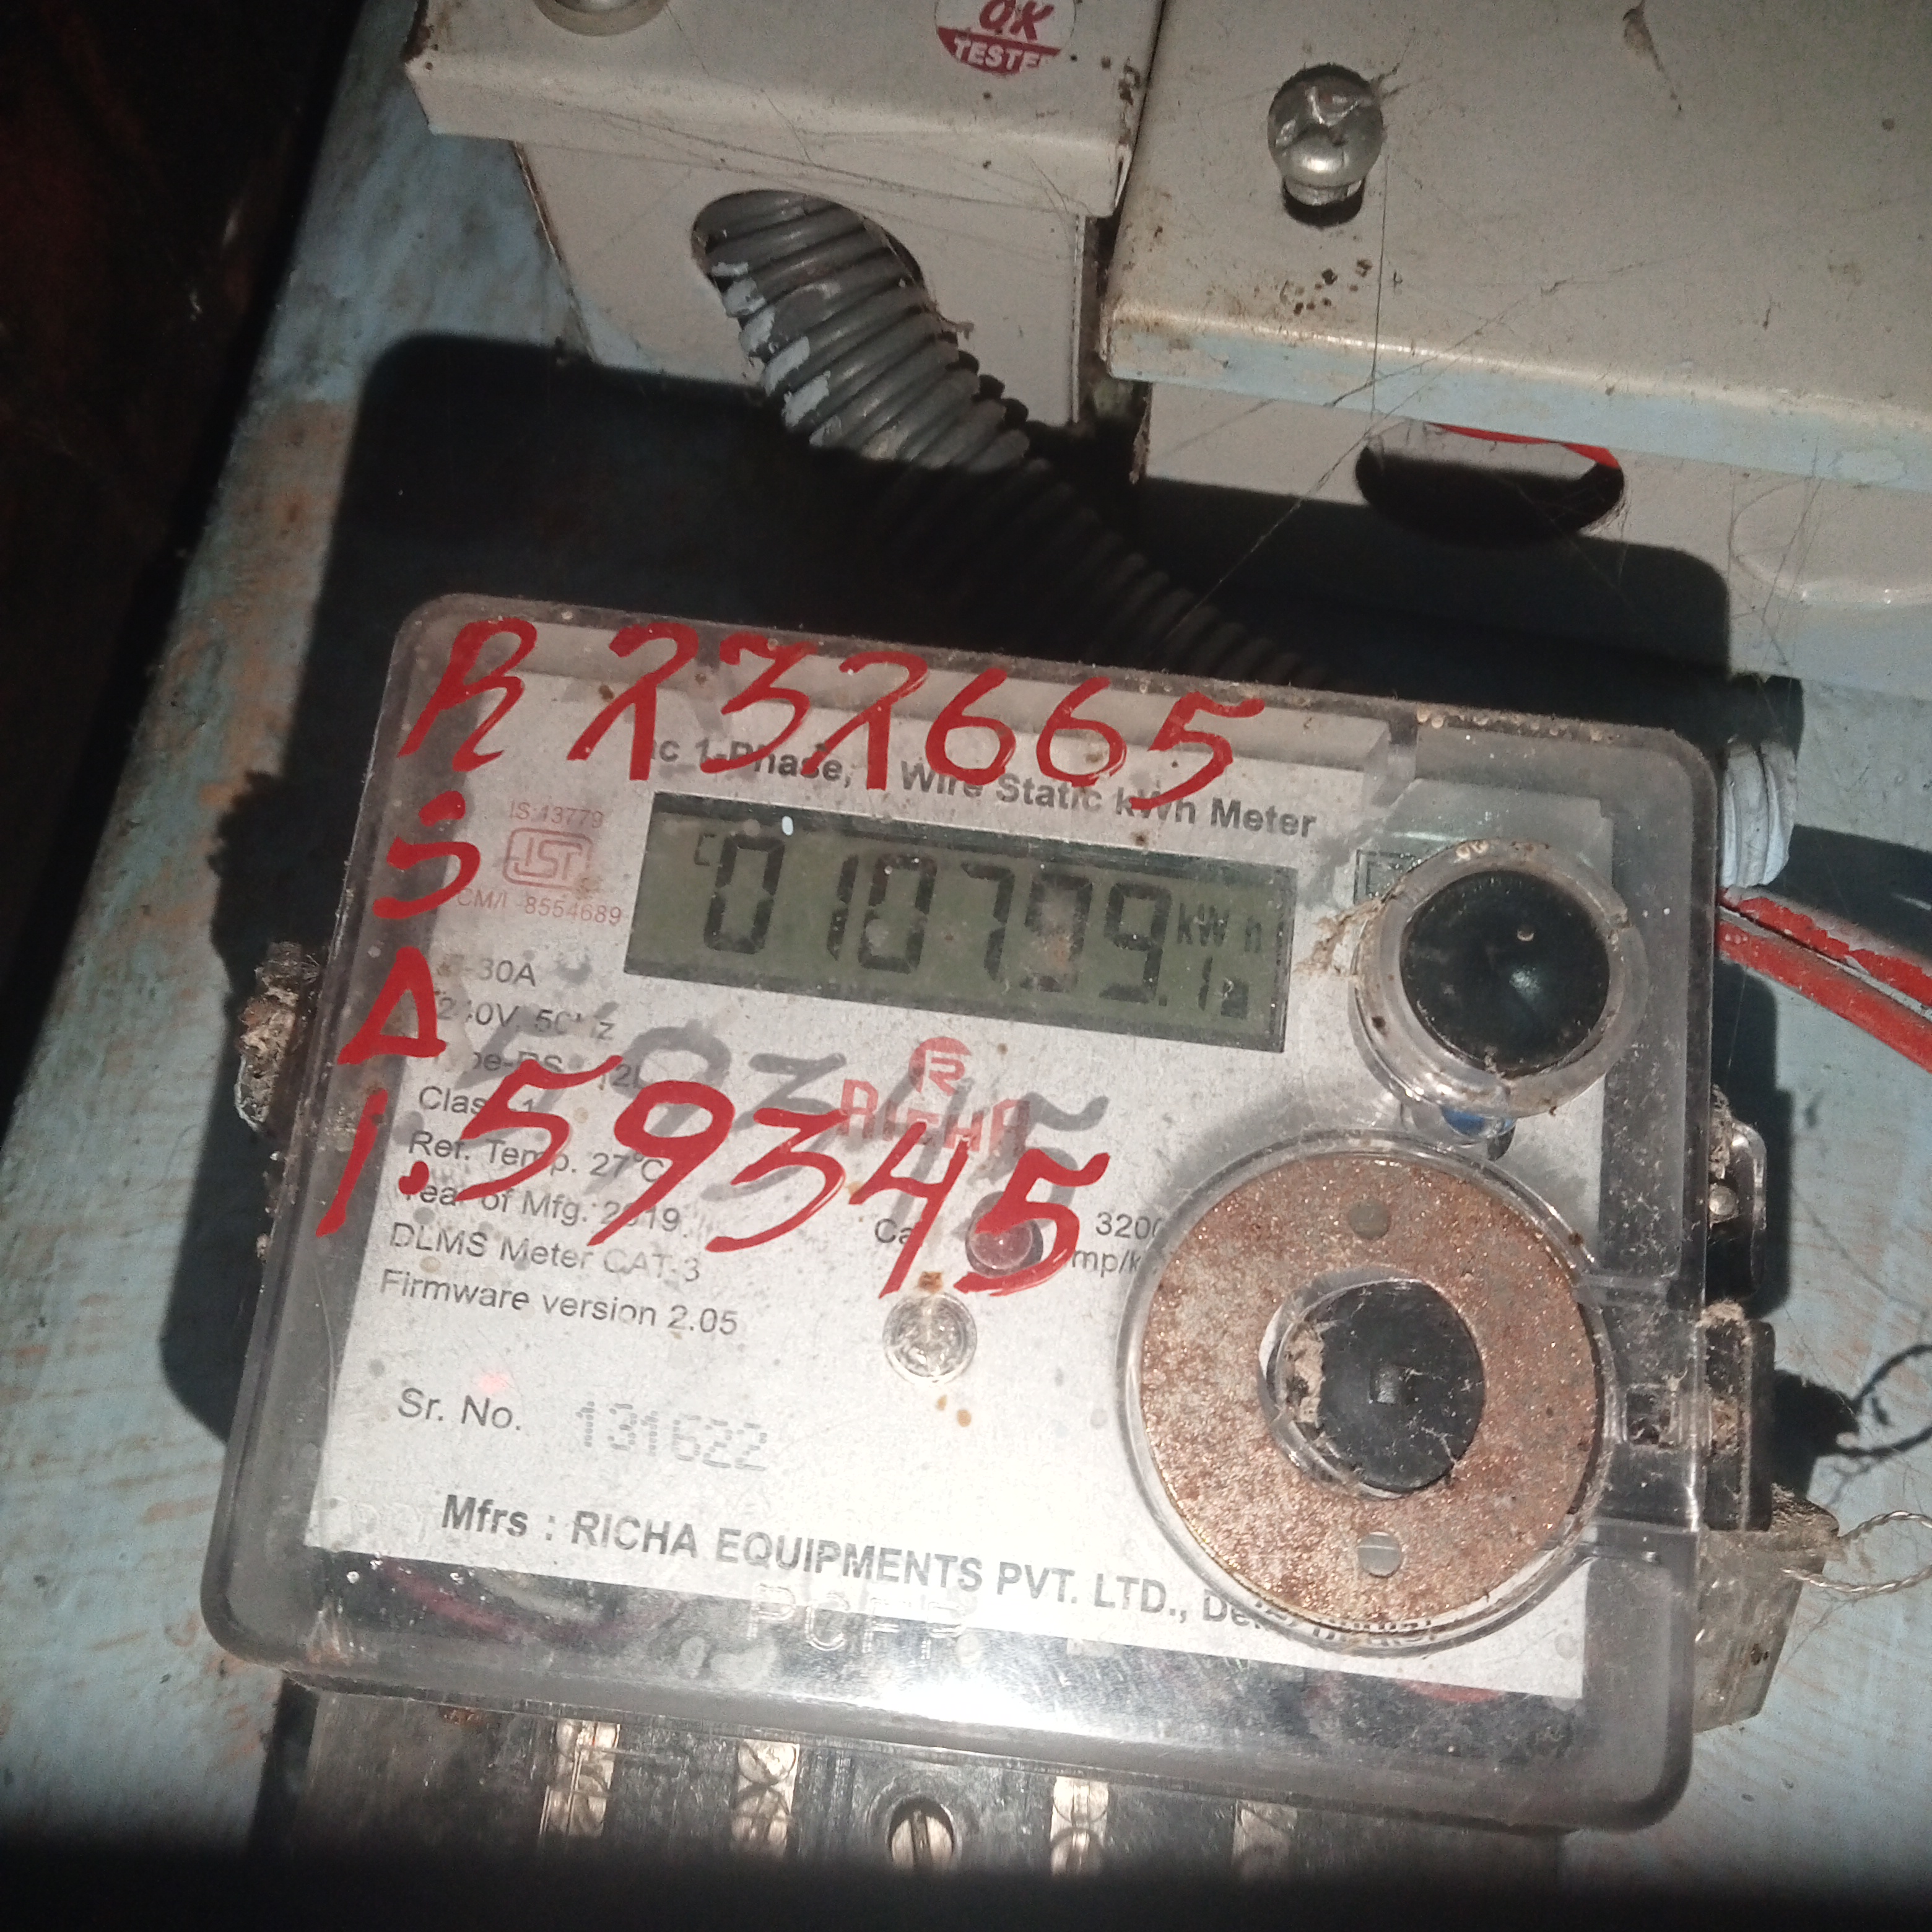 OK
TESTED
R 232665
S
A
1.59345
ac 1-Phase, Wire Static kWh Meter
IS:13779
CM/L-8554689
C 010799.1 kWh
-30A
240V 50Hz
Class 1
Ref. Temp. 27°C
Year of Mfg. 2019
DLMS Meter CAT-3
Firmware version 2.05
RICHA
3200
imp/k
Sr. No. 131622
Mfrs : RICHA EQUIPMENTS PVT. LTD.,